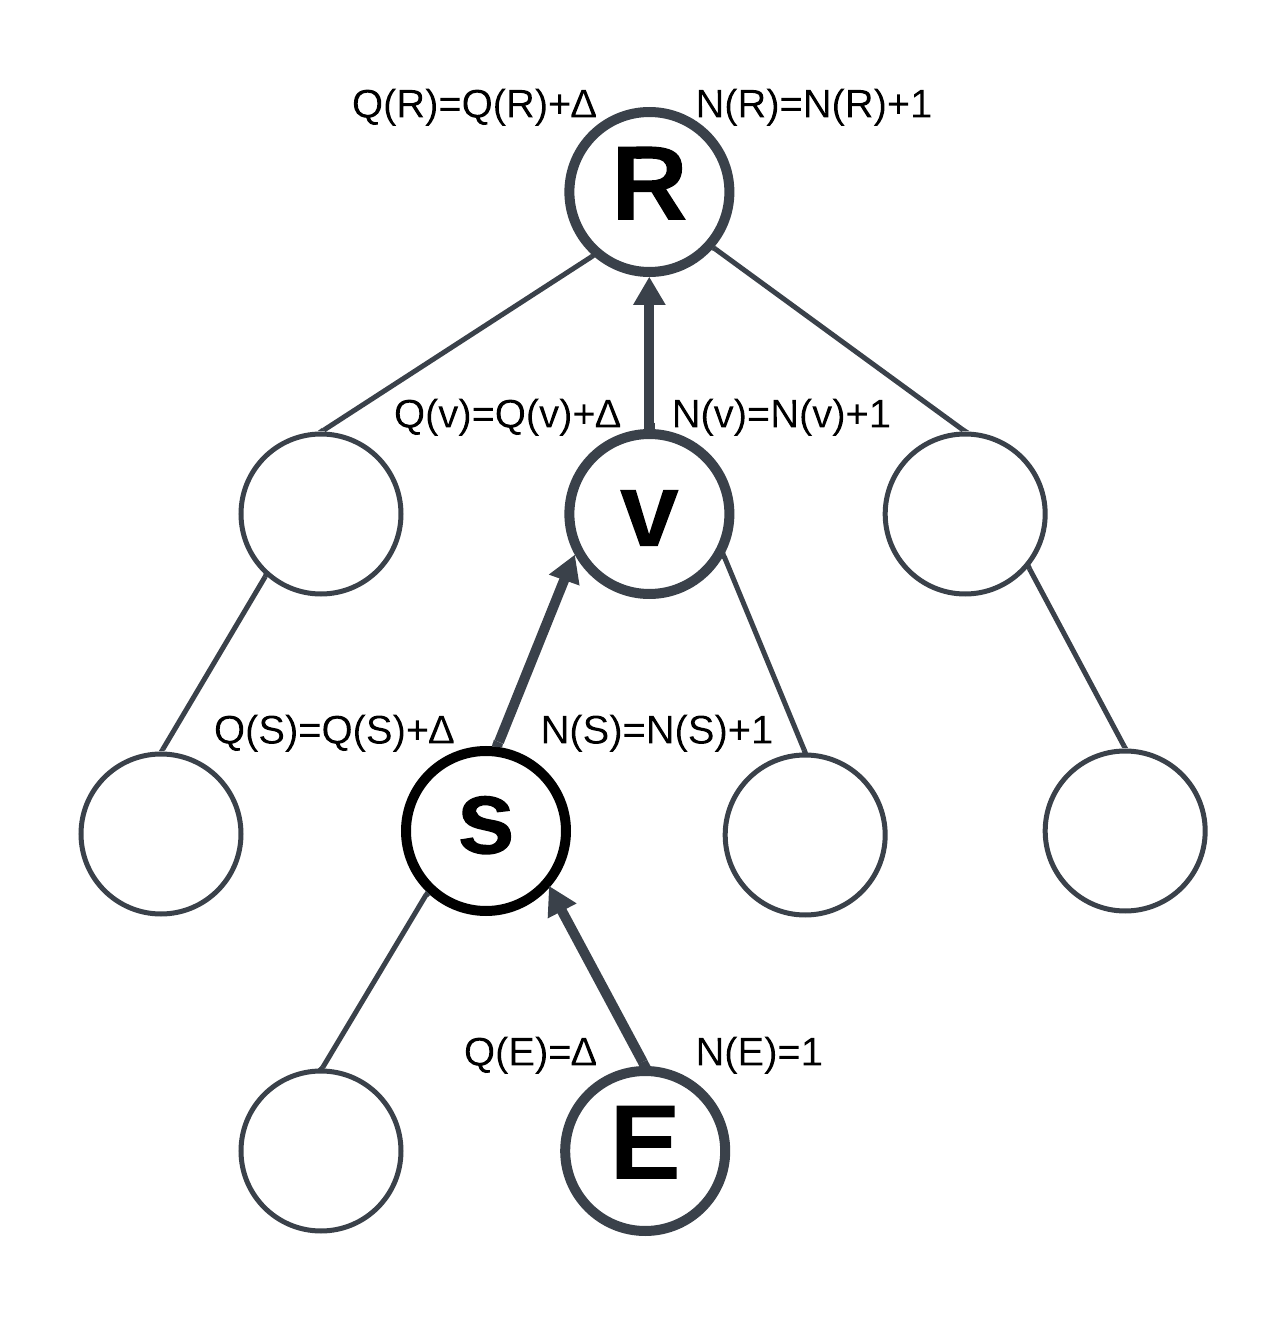 Q(R)=Q(R)+Δ N(R)=N(R)+1
R
Q(v)=Q(v)+Δ N(v)=N(v)+1
v
Q(S)=Q(S)+Δ N(S)=N(S)+1
s
Q(E)=Δ N(E)=1
E